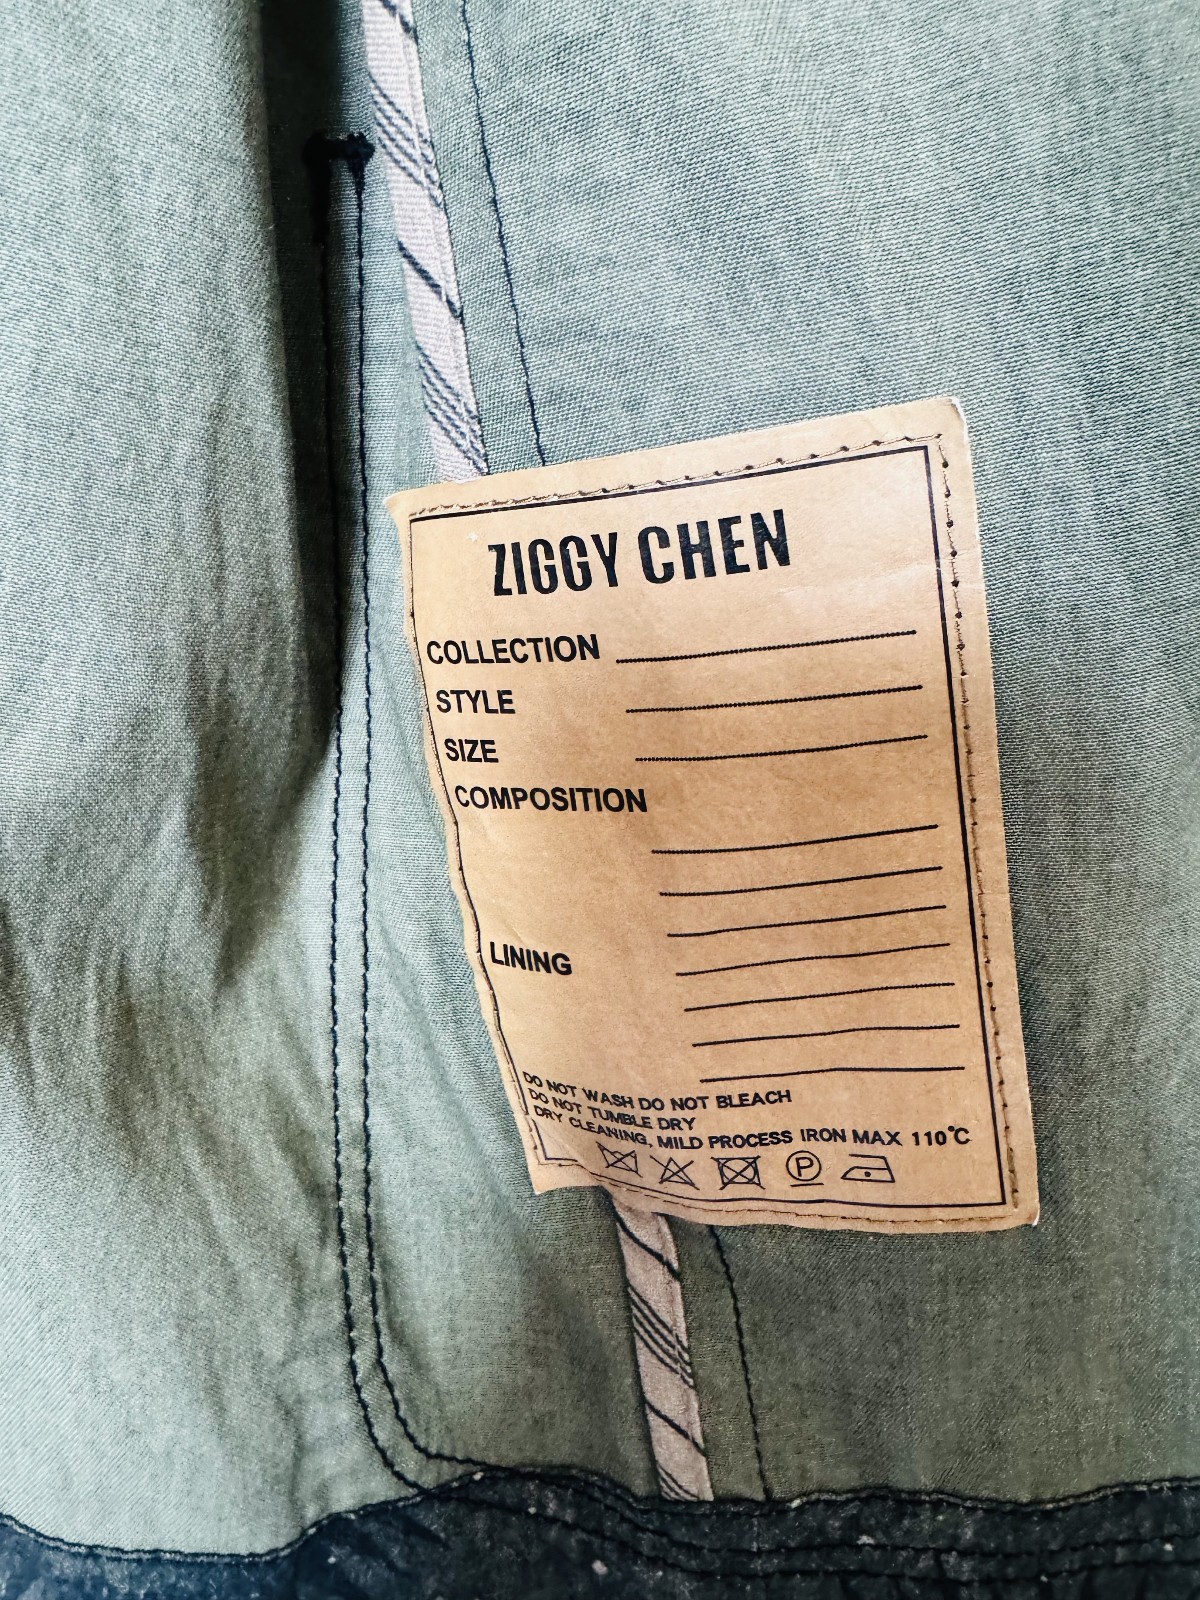 ZIGGY CHEN
COLLECTION
STYLE
SIZE
COMPOSITION
LINING
DO NOT WASH DO NOT BLEACH
DO NOT TUMBLE DRY
DRY CLEANING, MILD PROCESS IRON MAX 110°C
P